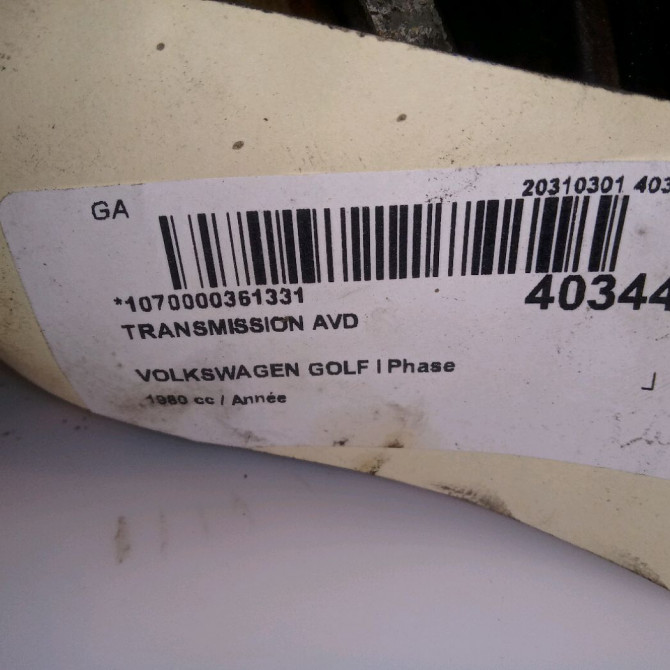 GA
20310301 403
*1070000361331
40344
TRANSMISSION AVD
VOLKSWAGEN GOLF I Phase
1980 cc / Année